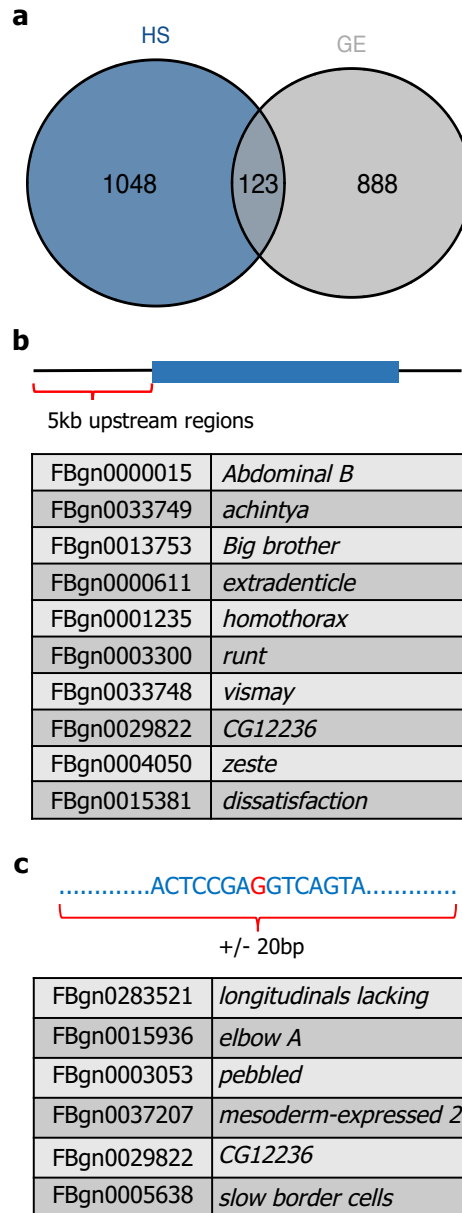 a
HS GE
1048 123 888
b
5kb upstream regions
FBgn0000015 Abdominal B
FBgn0033749 achintya
FBgn0013753 Big brother
FBgn0000611 extradenticle
FBgn0001235 homothorax
FBgn0003300 runt
FBgn0033748 vismay
FBgn0029822 CG12236
FBgn0004050 zeste
FBgn0015381 dissatisfaction
c
.............ACTCCGAGGTCAGTA.............
+/- 20bp
FBgn0283521 longitudinals lacking
FBgn0015936 elbow A
FBgn0003053 pebbled
FBgn0037207 mesoderm-expressed 2
FBgn0029822 CG12236
FBgn0005638 slow border cells